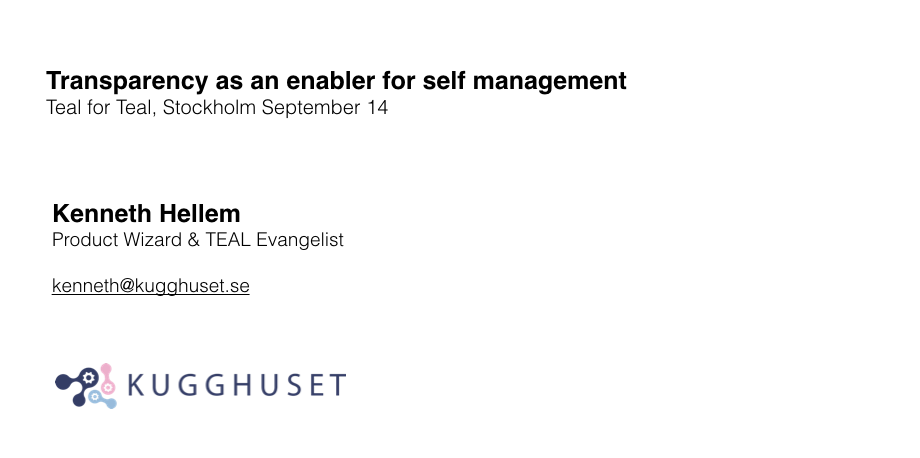 Transparency as an enabler for self management
Teal for Teal, Stockholm September 14
Kenneth Hellem
Product Wizard & TEAL Evangelist
kenneth@kugghuset.se
KUGGHUSET